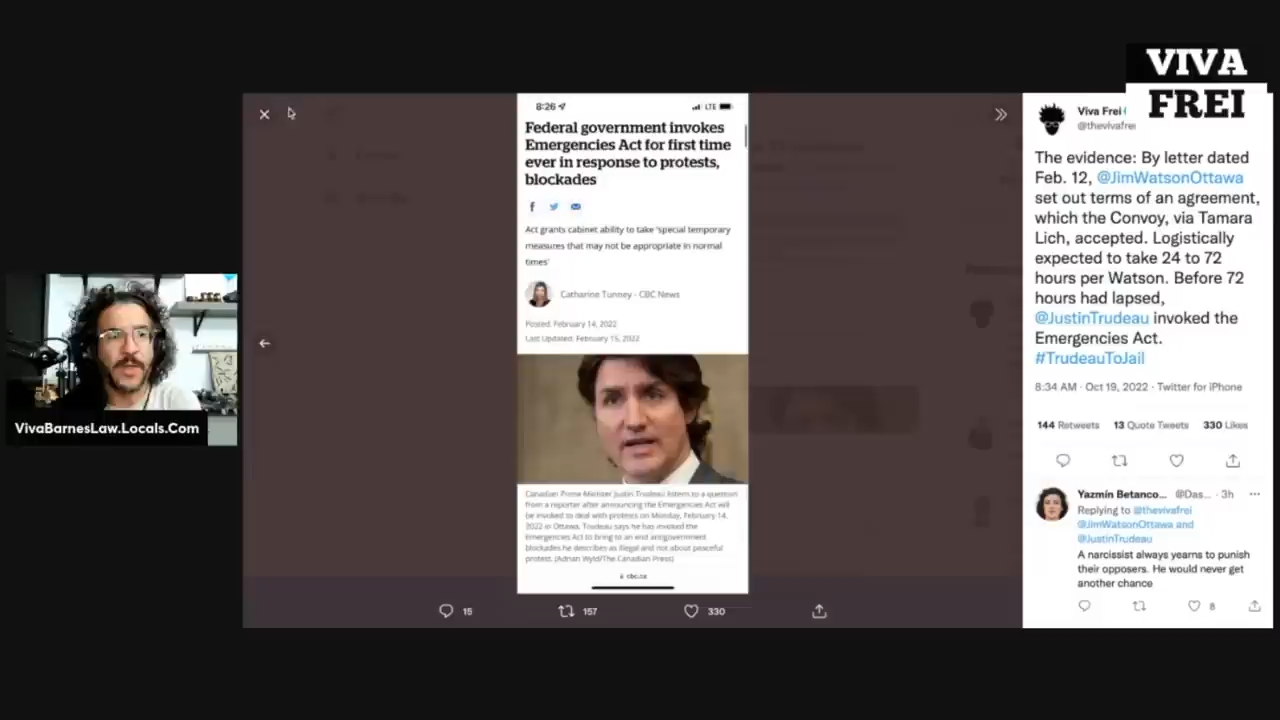 VIVA
FREI
8:26
LTE
Federal government invokes
Emergencies Act for first time
ever in response to protests,
blockades
Act grants cabinet ability to take 'special temporary
measures that may not be appropriate in normal
times'
Catharine Tunney · CBC News
Posted: February 14, 2022
Last Updated: February 15, 2022
Canadian Prime Minister Justin Trudeau listens to a question
from a reporter after announcing the Emergencies Act will
be invoked to deal with protests on Monday, February 14,
2022 in Ottawa. Trudeau says he has invoked the
Emergencies Act to bring to an end antigovernment
blockades he describes as illegal and not about peaceful
protest. (Adrian Wyld/The Canadian Press)
cbc.ca
15
157
330
VivaBarnesLaw.Locals.Com
Viva Frei
@thevivafrei
The evidence: By letter dated
Feb. 12, @JimWatsonOttawa
set out terms of an agreement,
which the Convoy, via Tamara
Lich, accepted. Logistically
expected to take 24 to 72
hours per Watson. Before 72
hours had lapsed,
@JustinTrudeau invoked the
Emergencies Act.
#TrudeauToJail
8:34 AM · Oct 19, 2022 · Twitter for iPhone
144 Retweets 13 Quote Tweets 330 Likes
Yazmín Betanco... @Das... · 3h
Replying to @thevivafrei
@JimWatsonOttawa and
@JustinTrudeau
A narcissist always yearns to punish
their opposers. He would never get
another chance
8